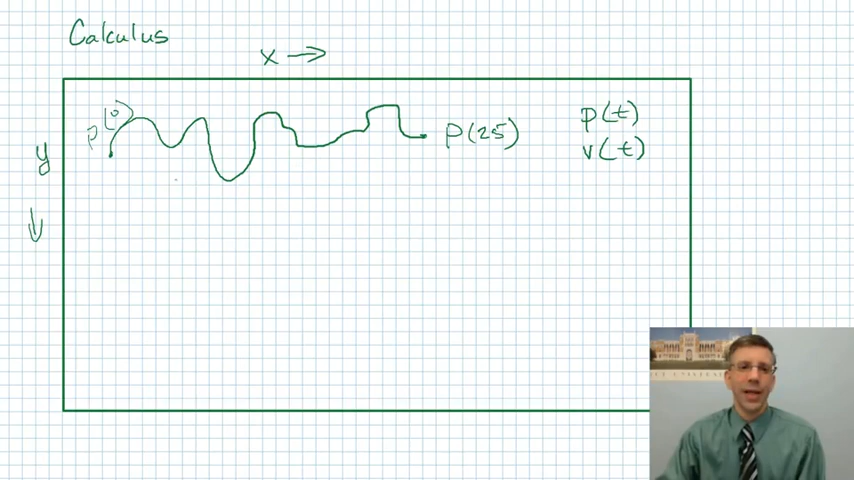 Calculus
x →
p(0)
p(25)
p(t)
v(t)
y
↓